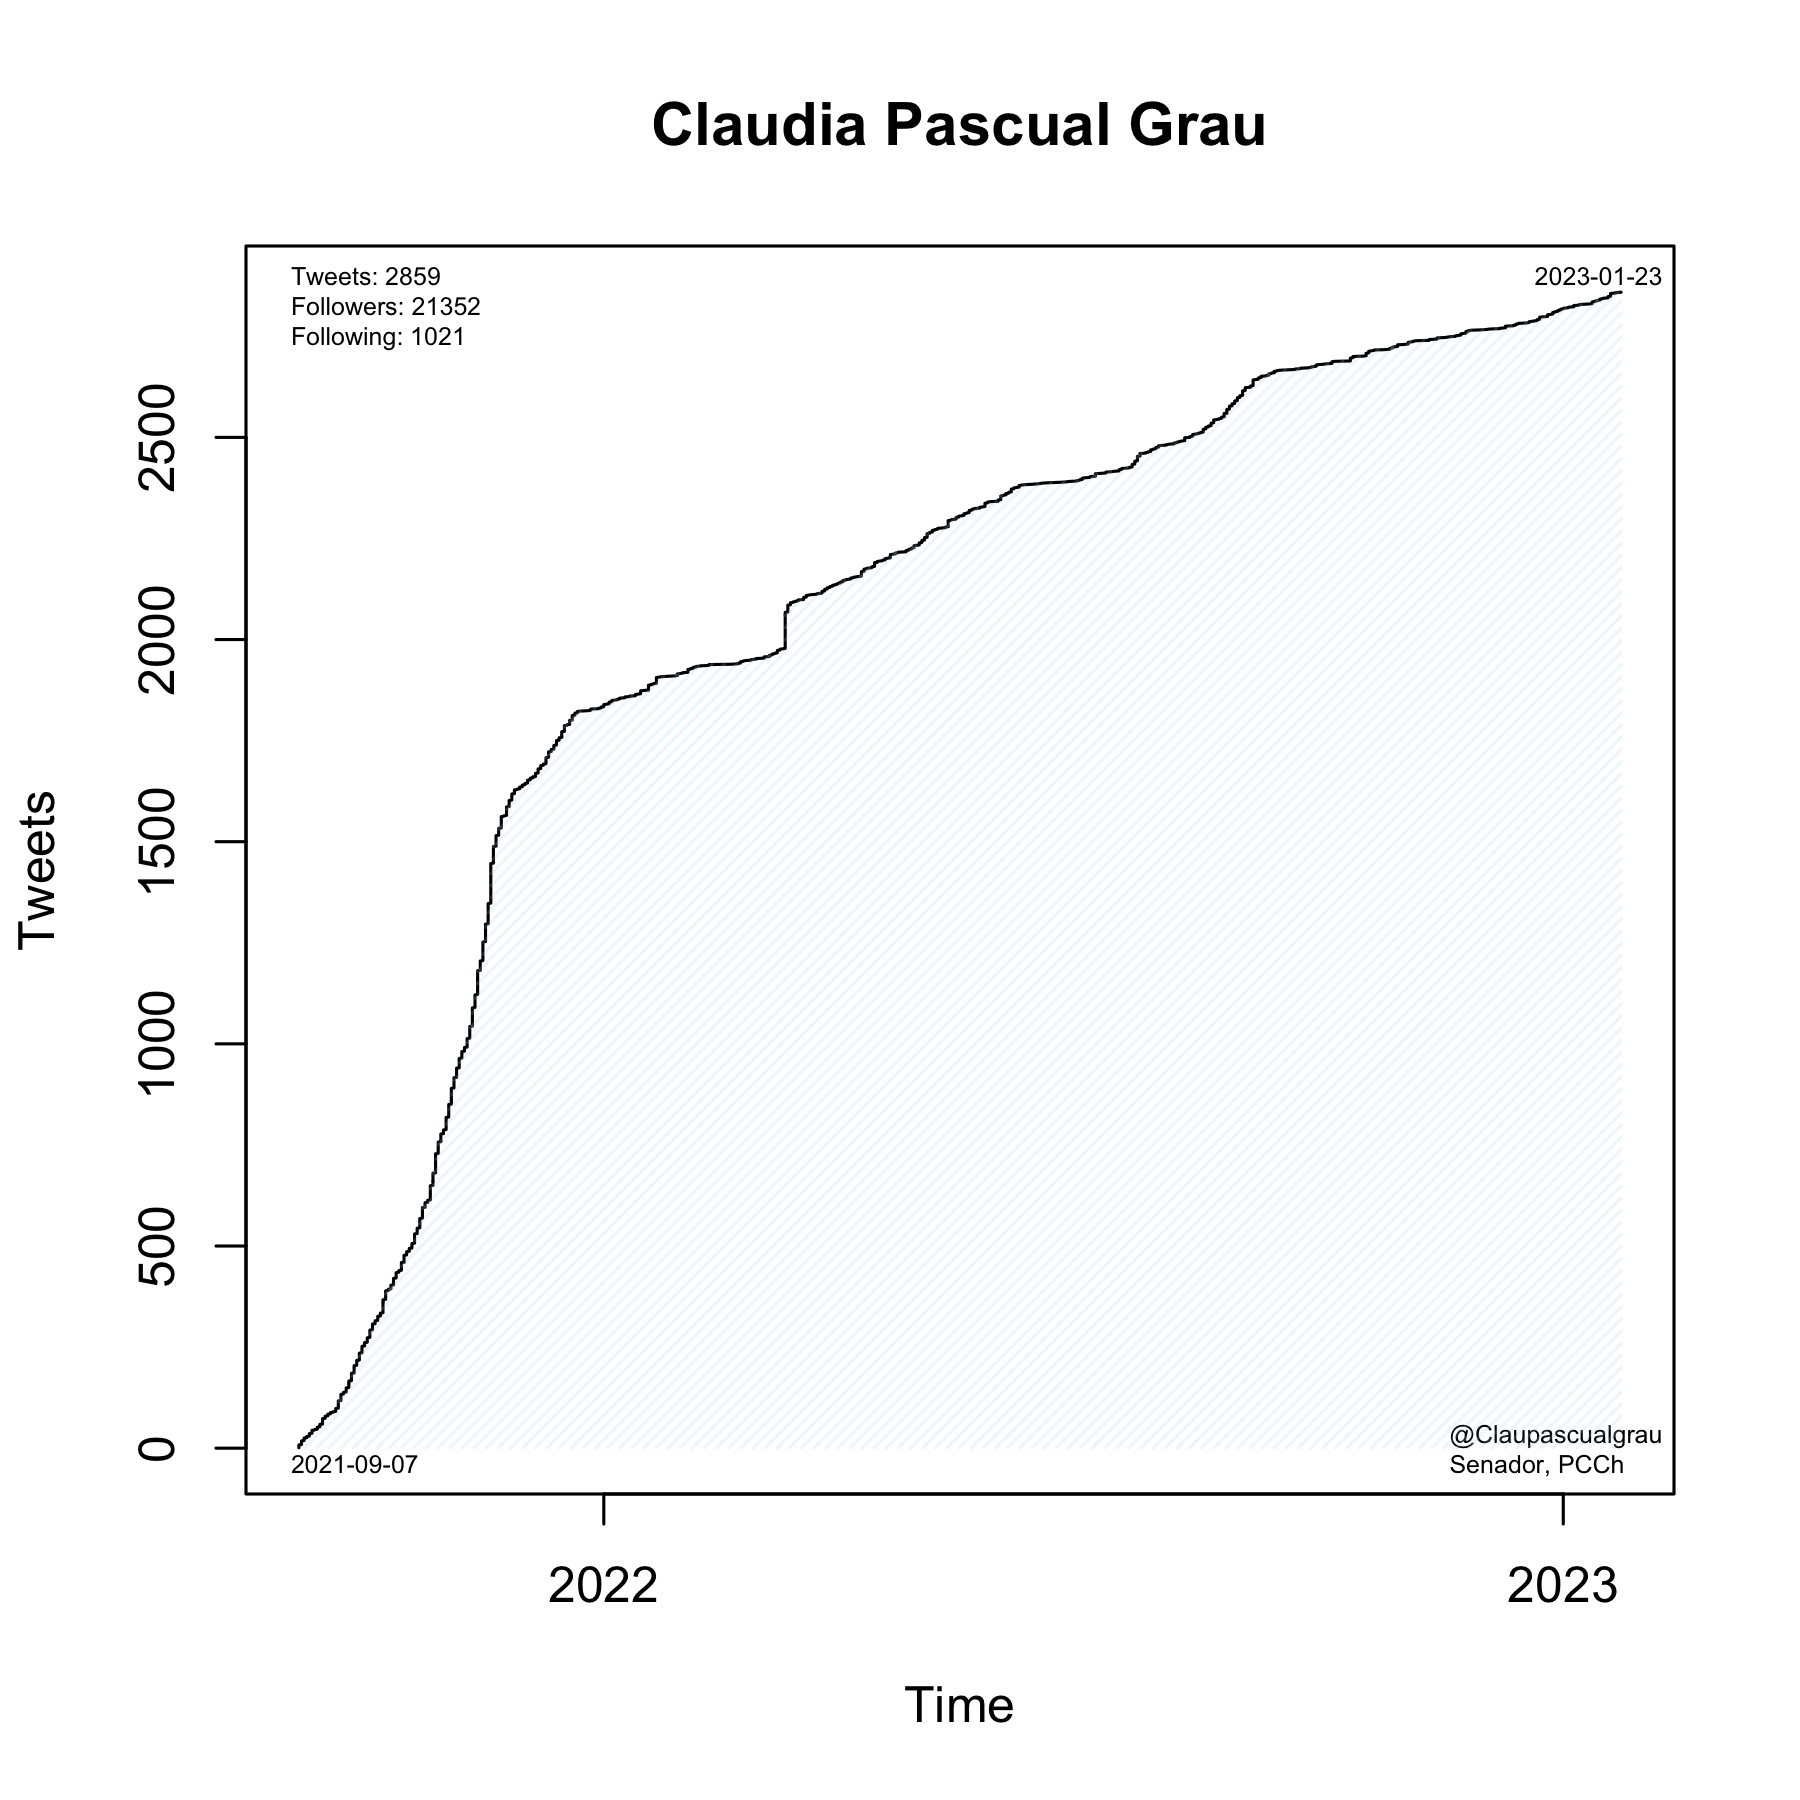 Claudia Pascual Grau
Tweets: 2859
Followers: 21352
Following: 1021
2023-01-23
2500
2000
1500
1000
500
0
Tweets
@Claupascualgrau
Senador, PCCh
2021-09-07
2022
2023
Time